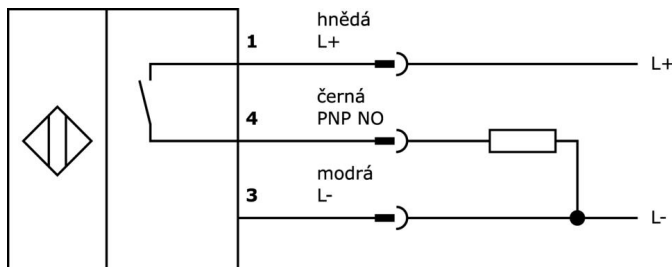 hnědá
1 L+
L+
černá
4 PNP NO
modrá
3 L-
L-